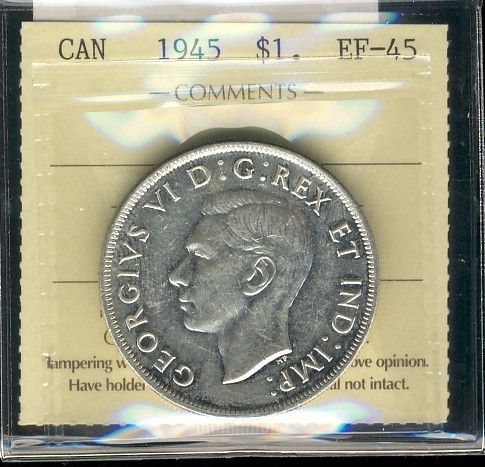 CAN 1945 $1. EF-45
COMMENTS
GEORGIVS VI D:G:REX ET IND:IMP:
HP
Tampering w ove opinion.
Have holder l not intact.